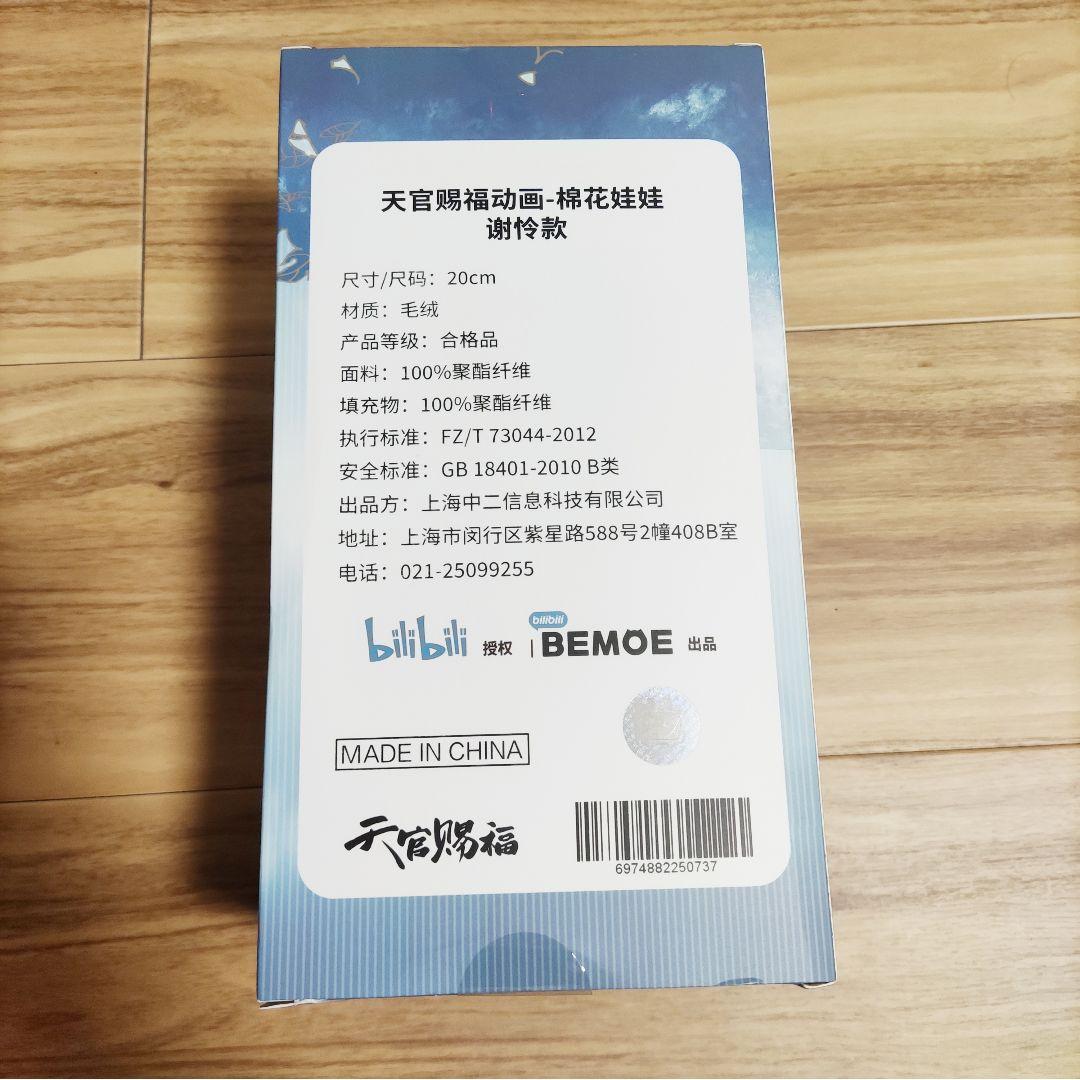 天官赐福动画-棉花娃娃
谢怜款
尺寸/尺码：20cm
材质：毛绒
产品等级：合格品
面料：100%聚酯纤维
填充物：100%聚酯纤维
执行标准：FZ/T 73044-2012
安全标准：GB 18401-2010 B类
出品方：上海中二信息科技有限公司
地址：上海市闵行区紫星路588号2幢408B室
电话：021-25099255
bilibili 授权 | bilibili BEMOE 出品
MADE IN CHINA
天官赐福
6974882250737